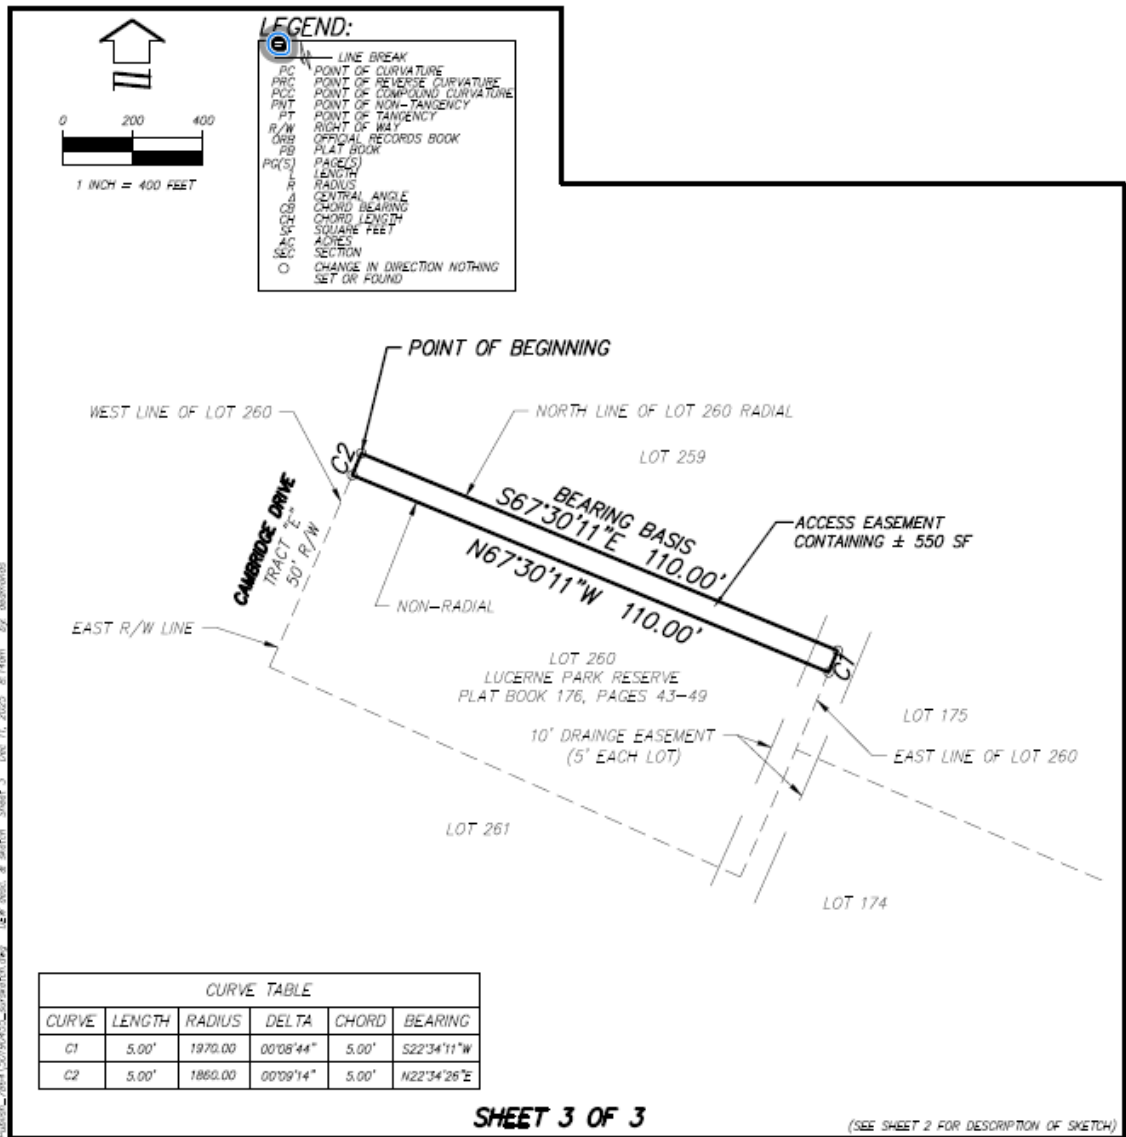 LEGEND:
LINE BREAK
PC POINT OF CURVATURE
PRC POINT OF REVERSE CURVATURE
PCC POINT OF COMPOUND CURVATURE
PNT POINT OF NON-TANGENCY
PT POINT OF TANGENCY
R/W RIGHT OF WAY
ORB OFFICIAL RECORDS BOOK
PB PLAT BOOK
PG(S) PAGE(S)
L LENGTH
R RADIUS
Δ CENTRAL ANGLE
CB CHORD BEARING
CH CHORD LENGTH
SF SQUARE FEET
AC ACRES
SEC SECTION
CHANGE IN DIRECTION NOTHING
SET OR FOUND
0 200 400
1 INCH = 400 FEET
POINT OF BEGINNING
WEST LINE OF LOT 260
NORTH LINE OF LOT 260 RADIAL
LOT 259
C2
BEARING BASIS
S67°30'11"E 110.00'
N67°30'11"W 110.00'
ACCESS EASEMENT
CONTAINING ± 550 SF
CAMBRIDGE DRIVE
TRACT "E"
50' R/W
NON-RADIAL
EAST R/W LINE
C1
LOT 260
LUCERNE PARK RESERVE
PLAT BOOK 176, PAGES 43-49
LOT 175
10' DRAINGE EASEMENT
(5' EACH LOT)
EAST LINE OF LOT 260
LOT 261
LOT 174
CURVE TABLE
CURVE LENGTH RADIUS DELTA CHORD BEARING
C1 5.00' 1970.00 00°08'44" 5.00' S22°34'11"W
C2 5.00' 1860.00 00°09'14" 5.00' N22°34'26"E
SHEET 3 OF 3
(SEE SHEET 2 FOR DESCRIPTION OF SKETCH)